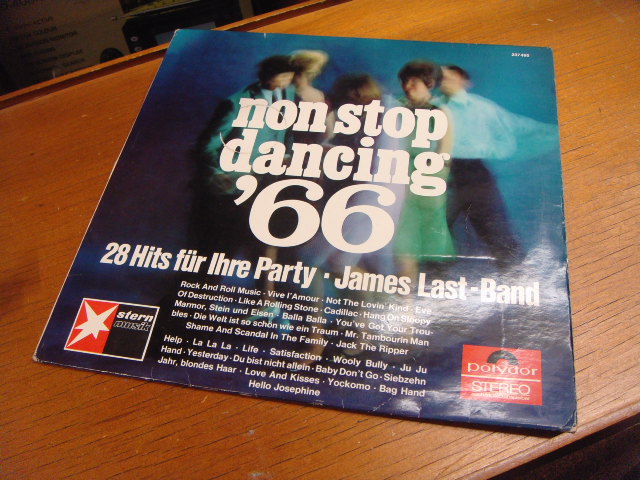 237 495
non stop
dancing
'66
28 Hits für Ihre Party · James Last-Band
Rock And Roll Music · Vive l'Amour · Not The Lovin' Kind · Eve
Of Destruction · Like A Rolling Stone · Cadillac · Hang On Sloopy
Marmor, Stein und Eisen · Balla Balla · You've Got Your Trou-
bles · Die Welt ist so schön wie ein Traum · Mr. Tambourin Man
Shame And Scandal In The Family · Jack The Ripper
Help · La La La · Life · Satisfaction · Wooly Bully · Ju Ju
Hand · Yesterday · Du bist nicht allein · Baby Don't Go · Siebzehn
Jahr, blondes Haar · Love And Kisses · Yockomo · Bag Hand
Hello Josephine
stern
musik
Polydor
STEREO